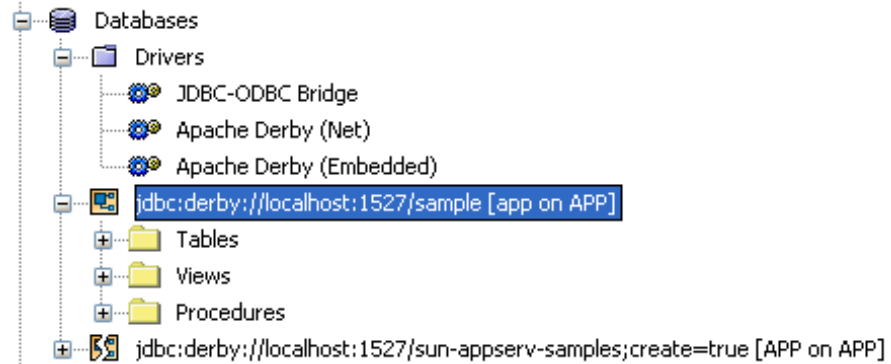 Databases
Drivers
JDBC-ODBC Bridge
Apache Derby (Net)
Apache Derby (Embedded)
jdbc:derby://localhost:1527/sample [app on APP]
Tables
Views
Procedures
jdbc:derby://localhost:1527/sun-appserv-samples;create=true [APP on APP]